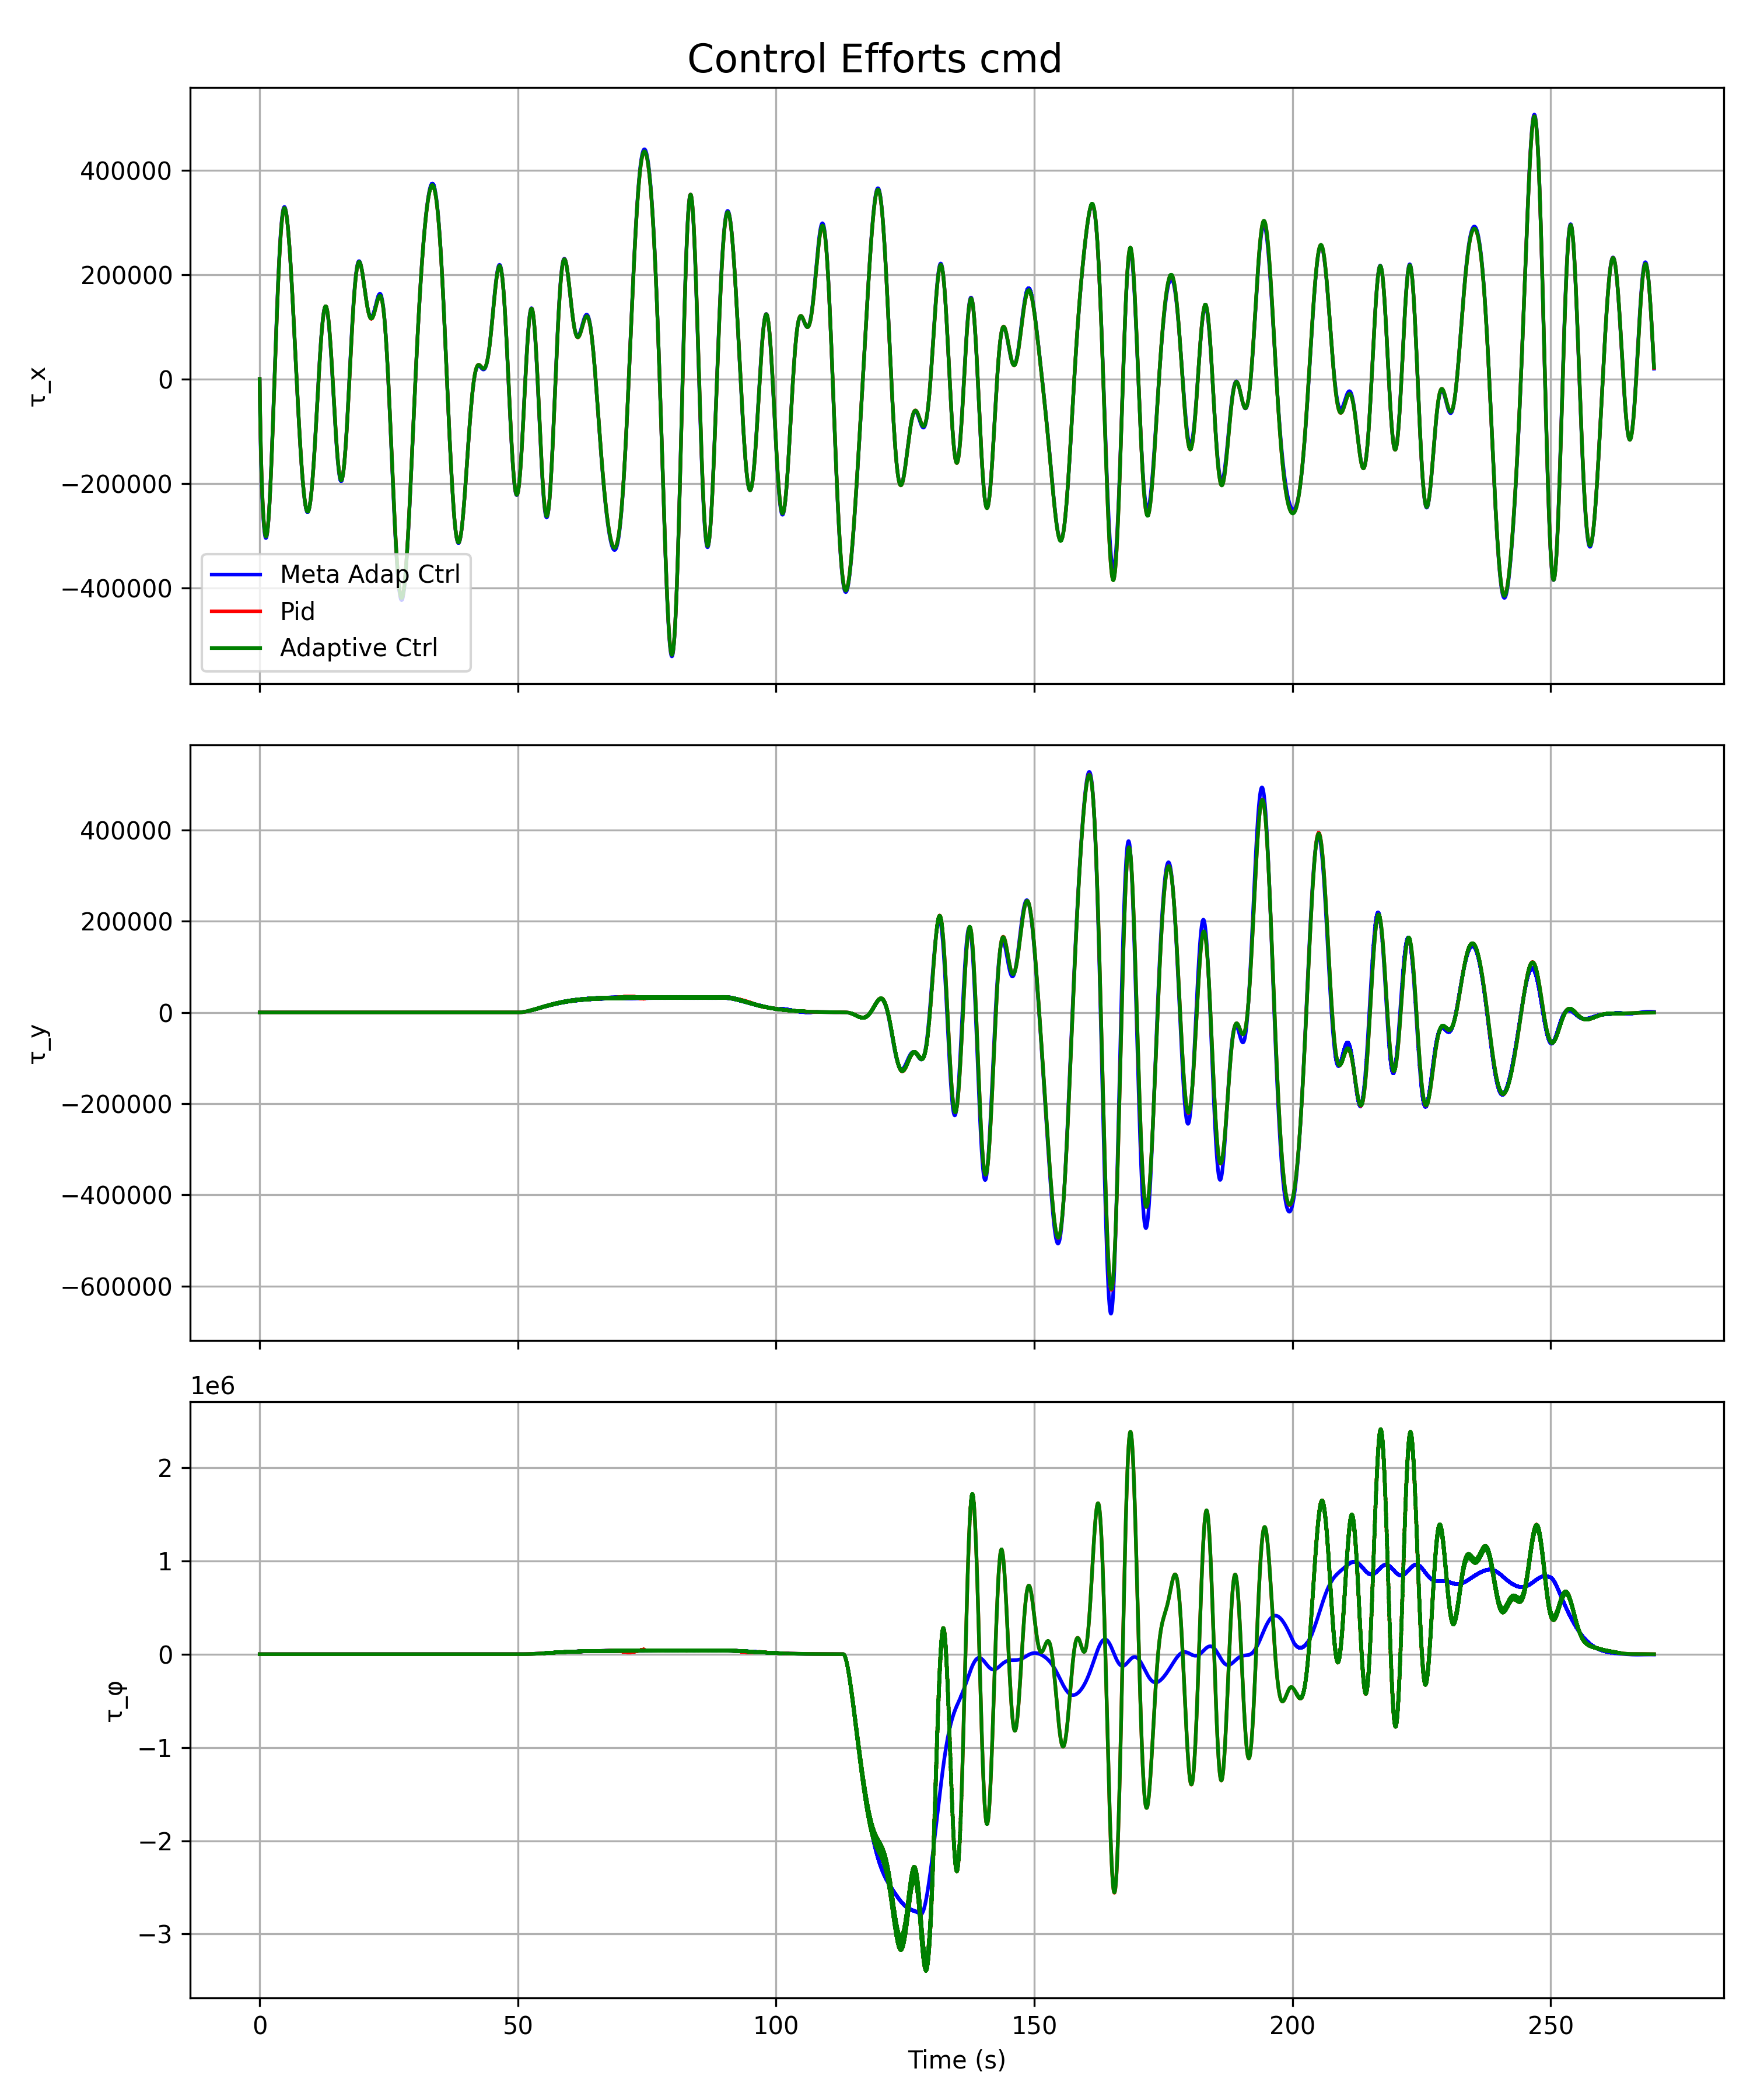 Control Efforts cmd
400000
200000
0
−200000
−400000
τ_x
Meta Adap Ctrl
Pid
Adaptive Ctrl
400000
200000
0
−200000
−400000
−600000
τ_y
1e6
2
1
0
−1
−2
−3
τ_φ
0 50 100 150 200 250
Time (s)